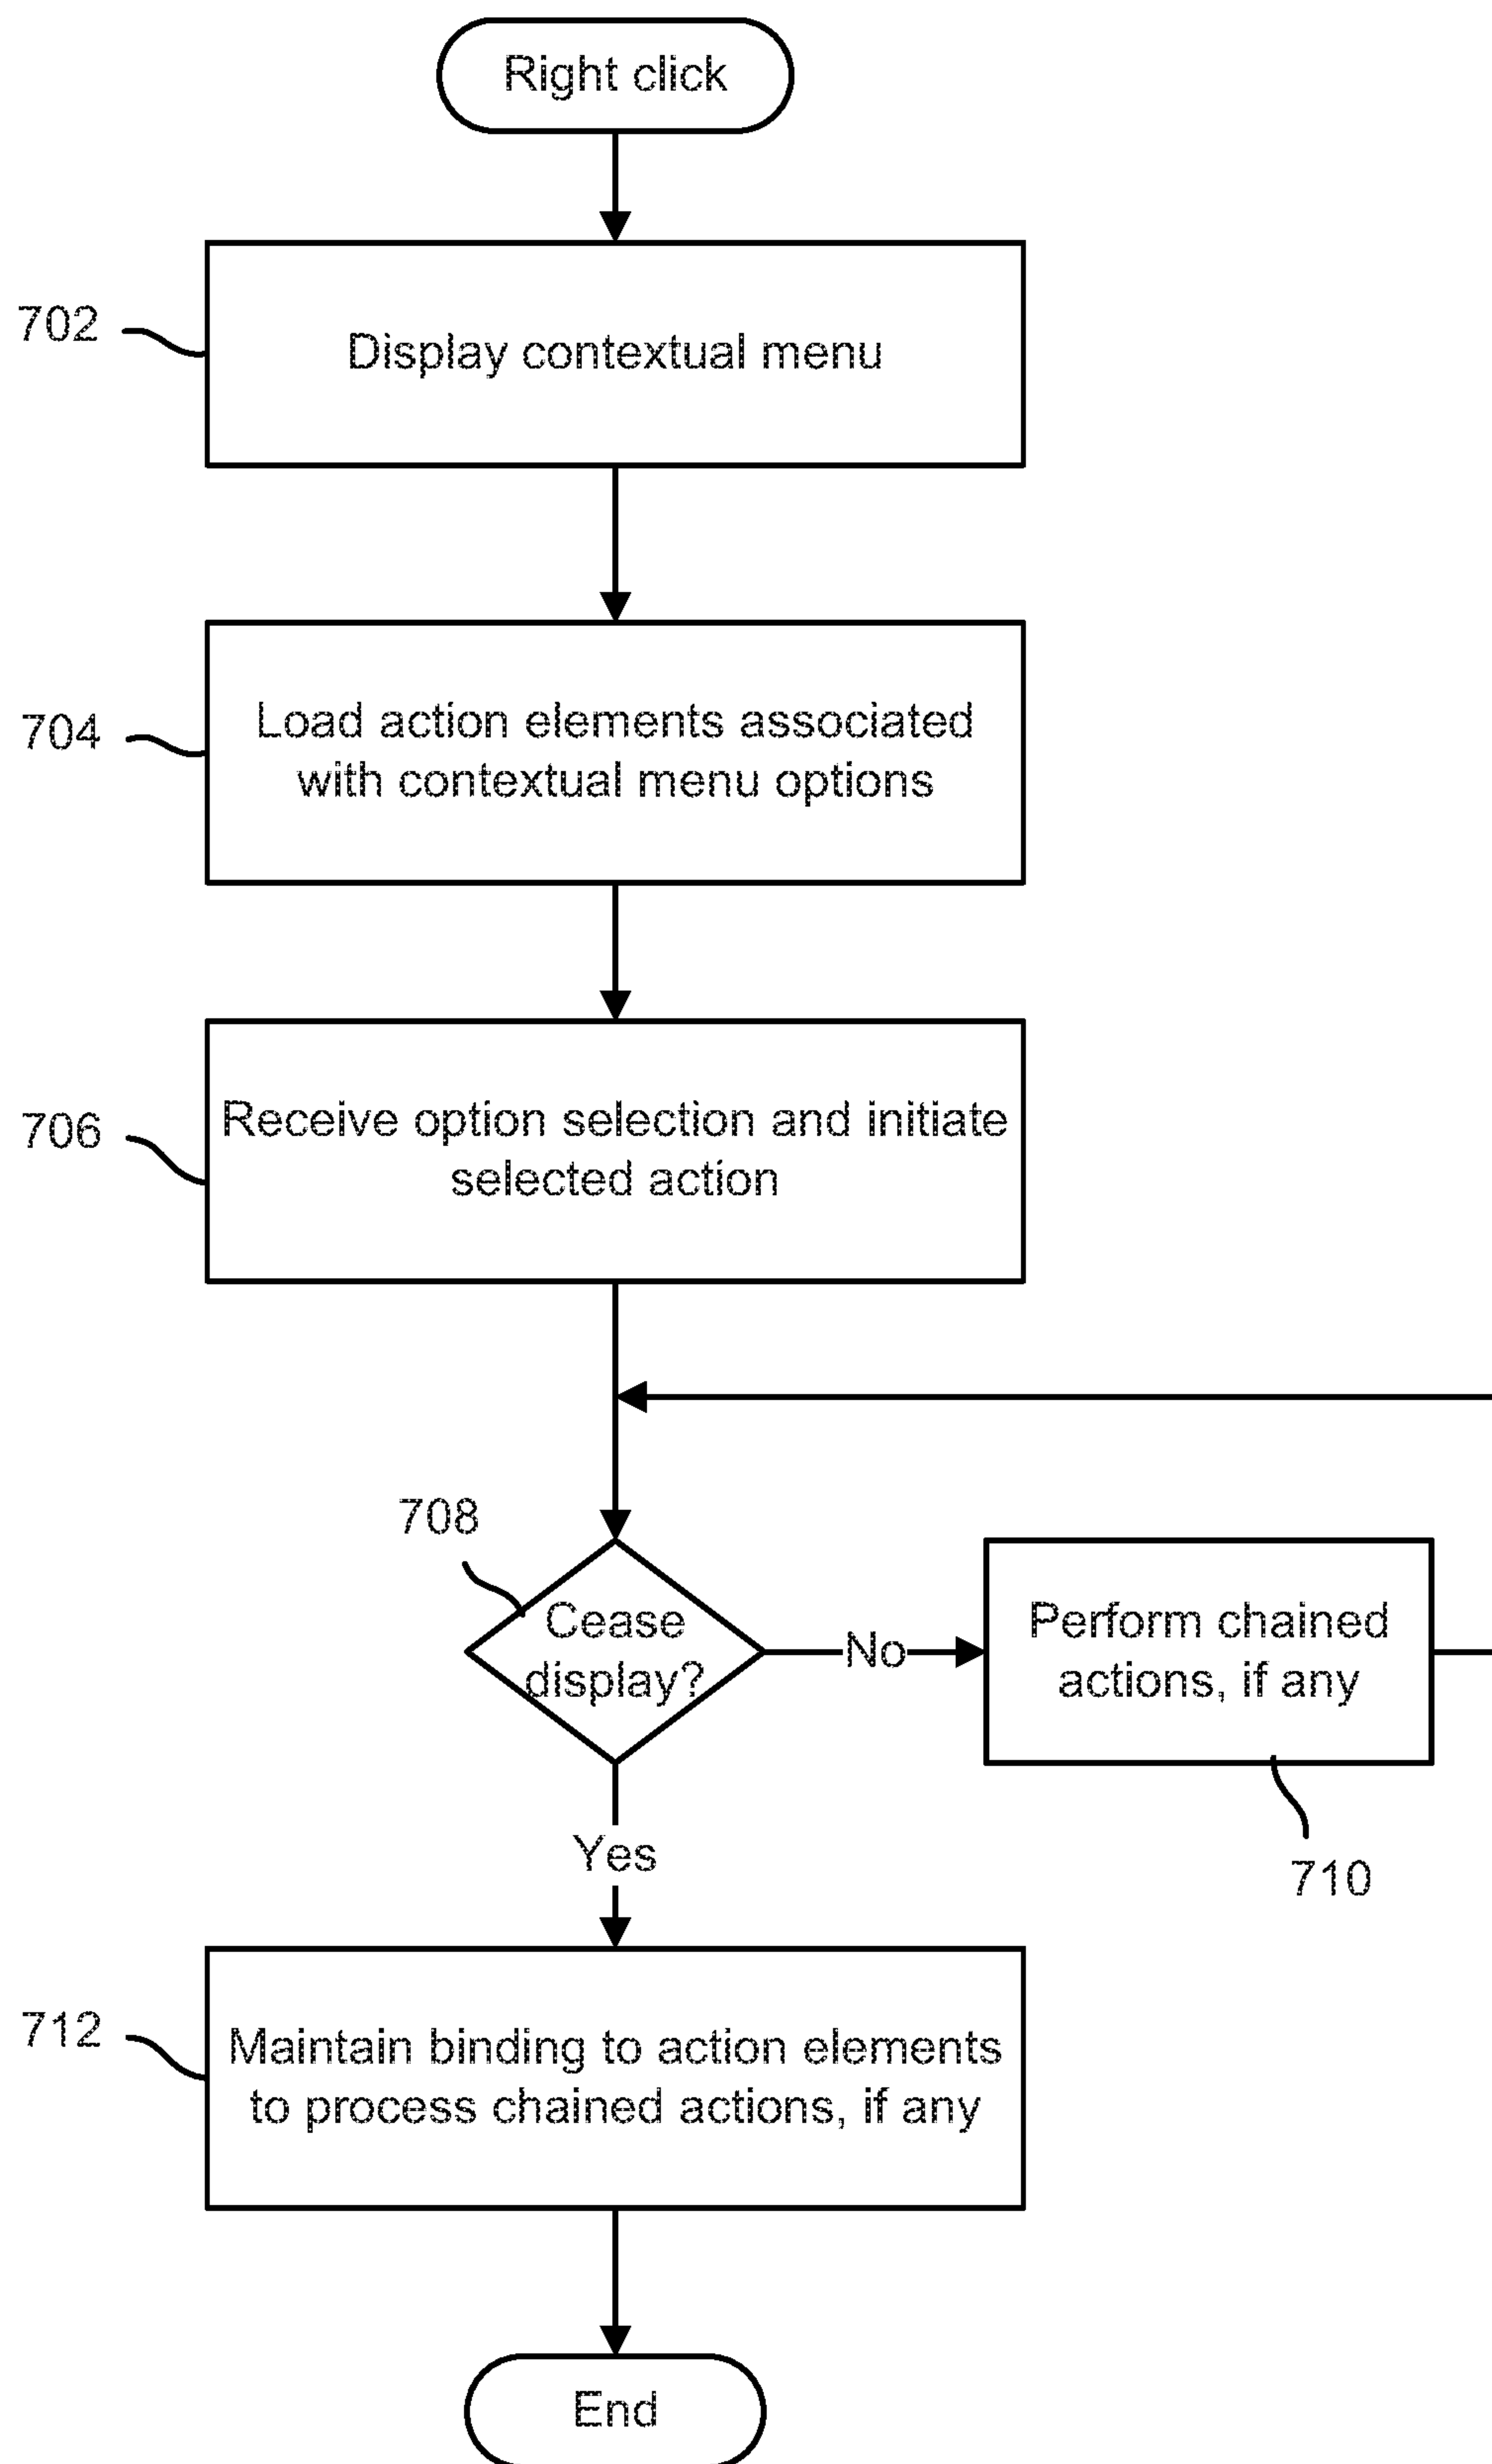 Right click
702
Display contextual menu
704
Load action elements associated
with contextual menu options
706
Receive option selection and initiate
selected action
708
Cease
display?
No
Perform chained
actions, if any
710
Yes
712
Maintain binding to action elements
to process chained actions, if any
End